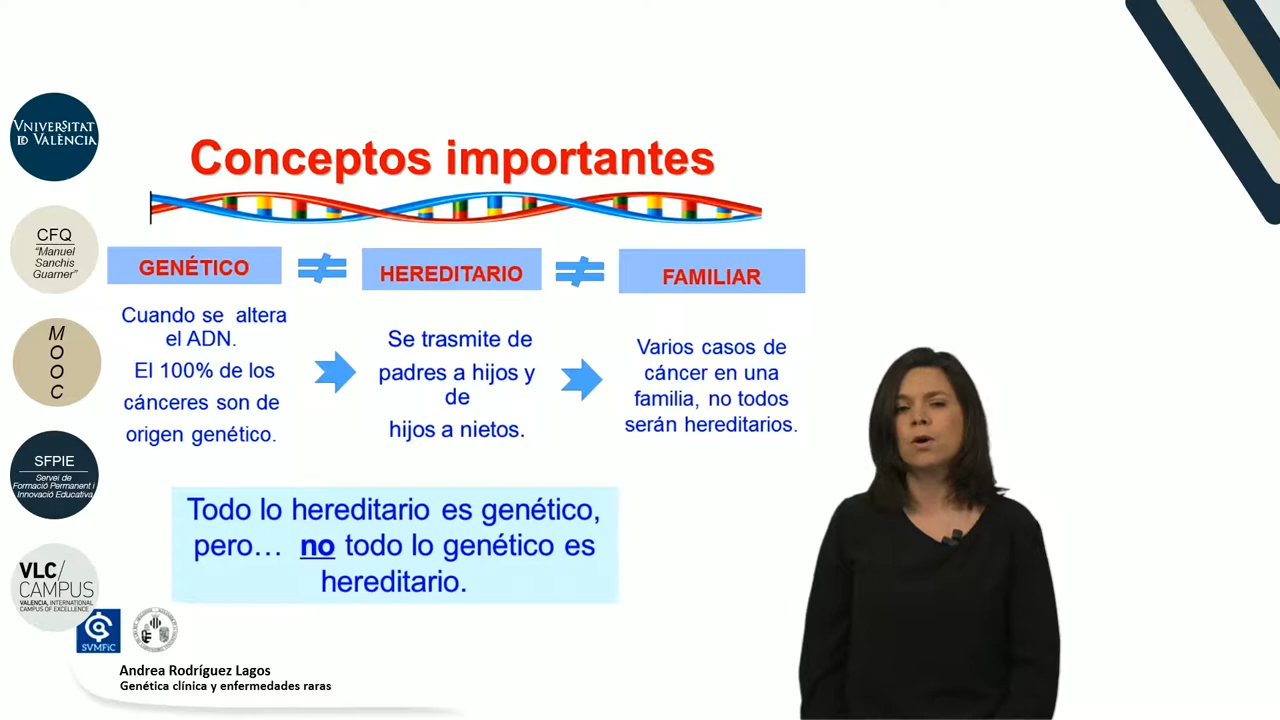 VNIVERSITAT
ID VALÈNCIA
CFQ
"Manuel
Sanchis
Guarner"
M
O
O
C
SFPIE
Servei de
Formació Permanent i
Innovació Educativa
VLC/
CAMPUS
VALENCIA, INTERNATIONAL
CAMPUS OF EXCELLENCE
SVMFiC
Conceptos importantes
GENÉTICO
≠
HEREDITARIO
≠
FAMILIAR
Cuando se altera
el ADN.
El 100% de los
cánceres son de
origen genético.
Se trasmite de
padres a hijos y
de
hijos a nietos.
Varios casos de
cáncer en una
familia, no todos
serán hereditarios.
Todo lo hereditario es genético,
pero… no todo lo genético es
hereditario.
Andrea Rodríguez Lagos
Genética clínica y enfermedades raras